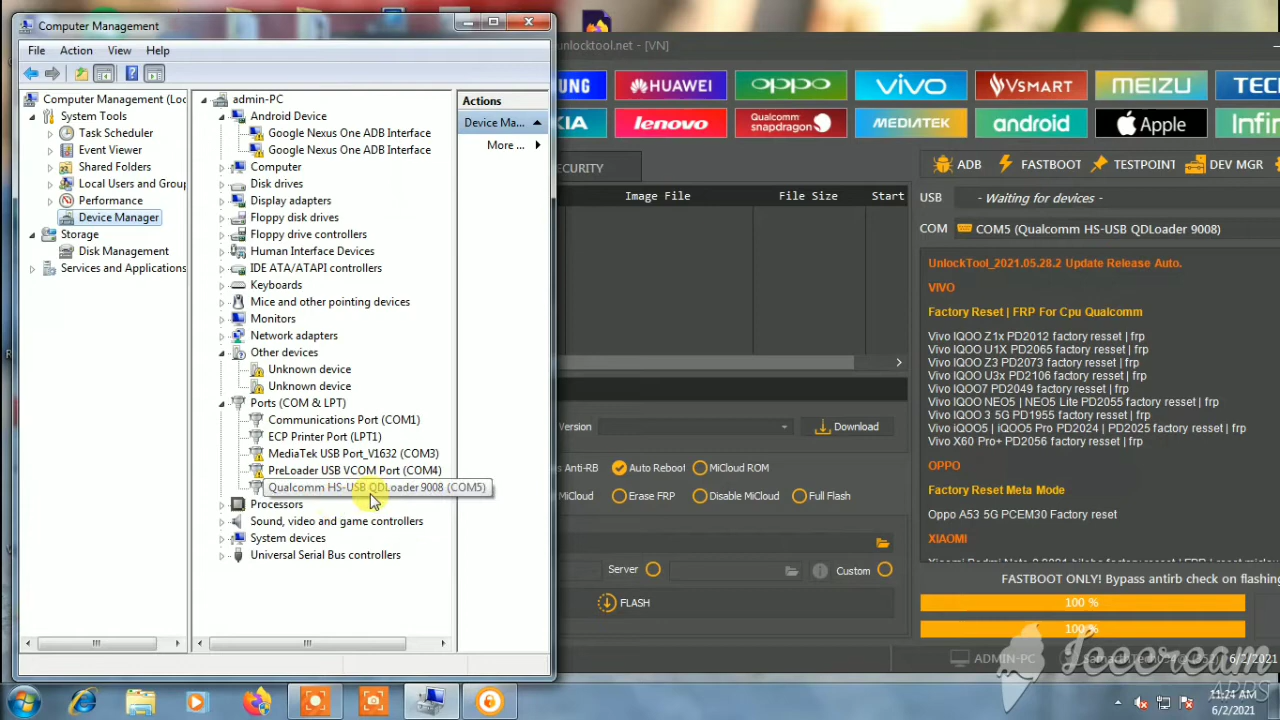 Computer Management
File Action View Help
Computer Management (Loc
System Tools
Task Scheduler
Event Viewer
Shared Folders
Local Users and Group
Performance
Device Manager
Storage
Disk Management
Services and Applications
admin-PC
Android Device
Google Nexus One ADB Interface
Google Nexus One ADB Interface
Computer
Disk drives
Display adapters
Floppy disk drives
Floppy drive controllers
Human Interface Devices
IDE ATA/ATAPI controllers
Keyboards
Mice and other pointing devices
Monitors
Network adapters
Other devices
Unknown device
Unknown device
Ports (COM & LPT)
Communications Port (COM1)
ECP Printer Port (LPT1)
MediaTek USB Port_V1632 (COM3)
PreLoader USB VCOM Port (COM4)
Qualcomm HS-USB QDLoader 9008 (COM5)
Processors
Sound, video and game controllers
System devices
Universal Serial Bus controllers
Actions
Device Ma...
More ...
unlocktool.net - [VN]
UNG HUAWEI oppo vivo VSMART MEIZU TEC
KIA lenovo Qualcomm snapdragon MEDIATEK android Apple Infin
CURITY
Image File File Size Start
Version Download
Anti-RB Auto Reboot MiCloud ROM
MiCloud Erase FRP Disable MiCloud Full Flash
Server Custom
FLASH
ADB FASTBOOT TESTPOINT DEV MGR
USB - Waiting for devices -
COM COM5 (Qualcomm HS-USB QDLoader 9008)
UnlockTool_2021.05.28.2 Update Release Auto.
VIVO
Factory Reset | FRP For Cpu Qualcomm
Vivo IQOO Z1x PD2012 factory resset | frp
Vivo IQOO U1X PD2065 factory resset | frp
Vivo IQOO Z3 PD2073 factory resset | frp
Vivo IQOO U3x PD2106 factory resset | frp
Vivo IQOO7 PD2049 factory resset | frp
Vivo IQOO NEO5 | NEO5 Lite PD2055 factory resset | frp
Vivo IQOO 3 5G PD1955 factory resset | frp
Vivo iQOO5 | iQOO5 Pro PD2024 | PD2025 factory resset | frp
Vivo X60 Pro+ PD2056 factory resset | frp
OPPO
Factory Reset Meta Mode
Oppo A53 5G PCEM30 Factory reset
XIAOMI
FASTBOOT ONLY! Bypass antirb check on flashing
100 %
100 %
ADMIN-PC
6/2/2021
Icecream
APPS
11:24 AM
6/2/2021